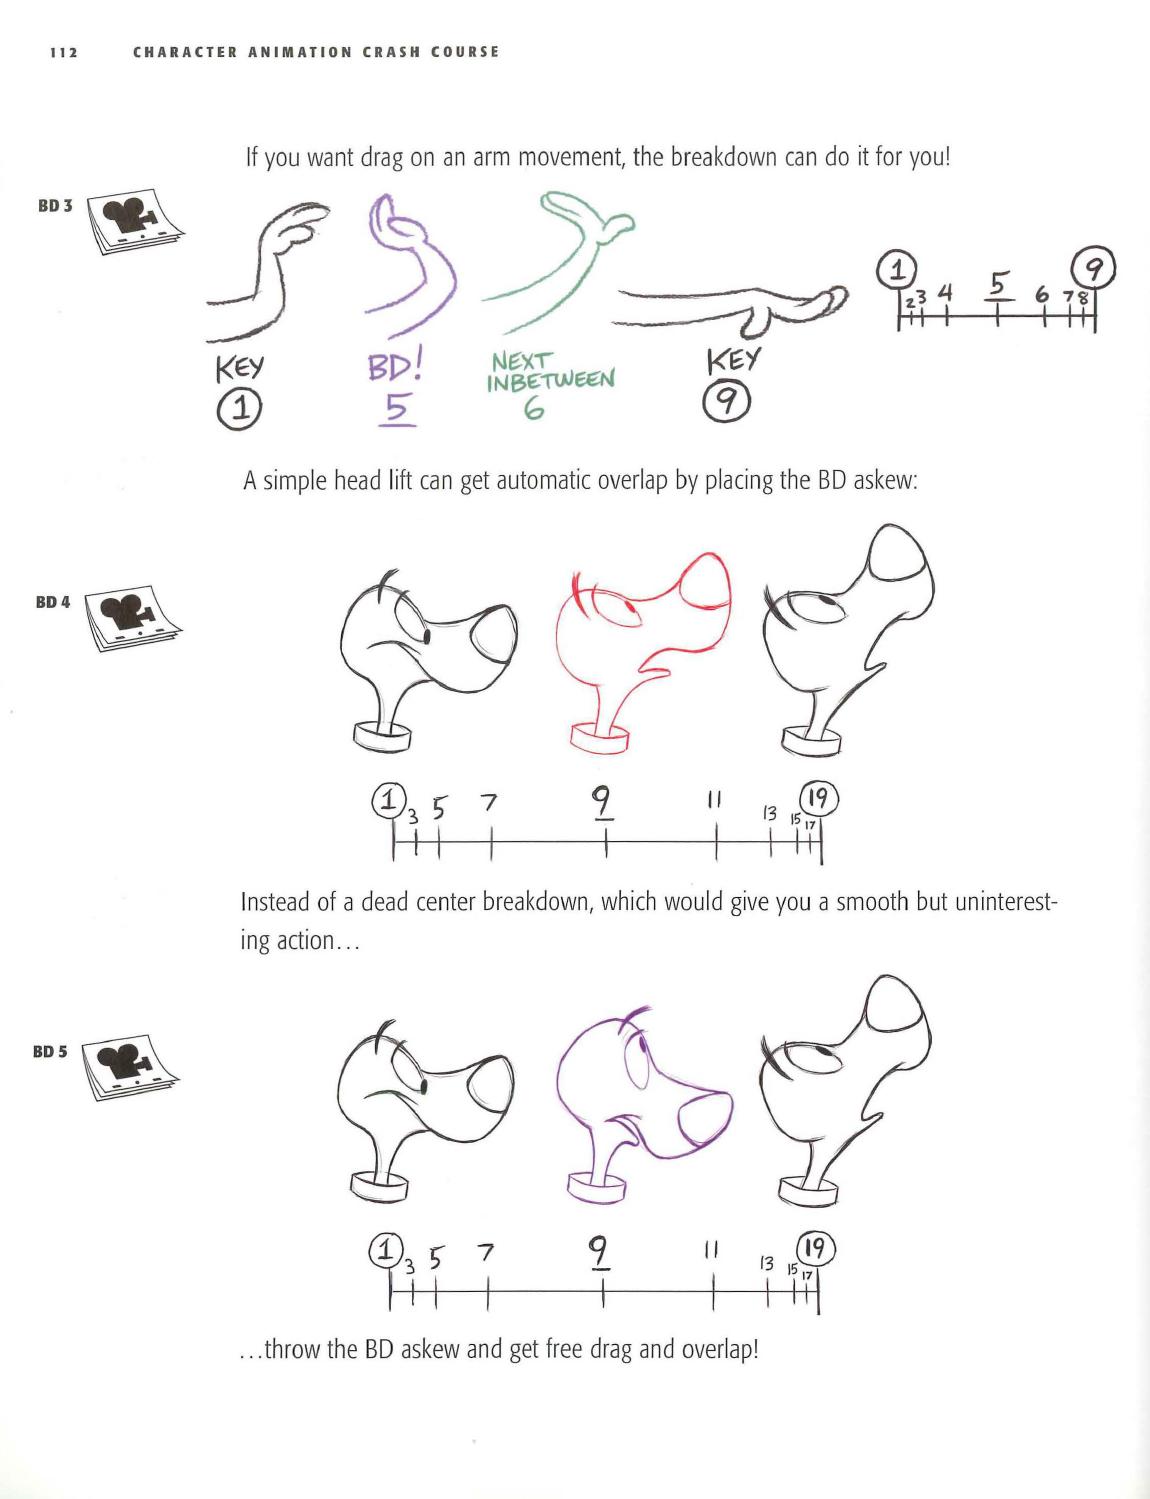 112 CHARACTER ANIMATION CRASH COURSE
If you want drag on an arm movement, the breakdown can do it for you!
BD 3
1 2 3 4 5 6 7 8 9
KEY
1
BD!
5
NEXT
INBETWEEN
6
KEY
9
A simple head lift can get automatic overlap by placing the BD askew:
BD 4
1 3 5 7 9 11 13 15 17 19
Instead of a dead center breakdown, which would give you a smooth but uninterest-
ing action...
BD 5
1 3 5 7 9 11 13 15 17 19
...throw the BD askew and get free drag and overlap!